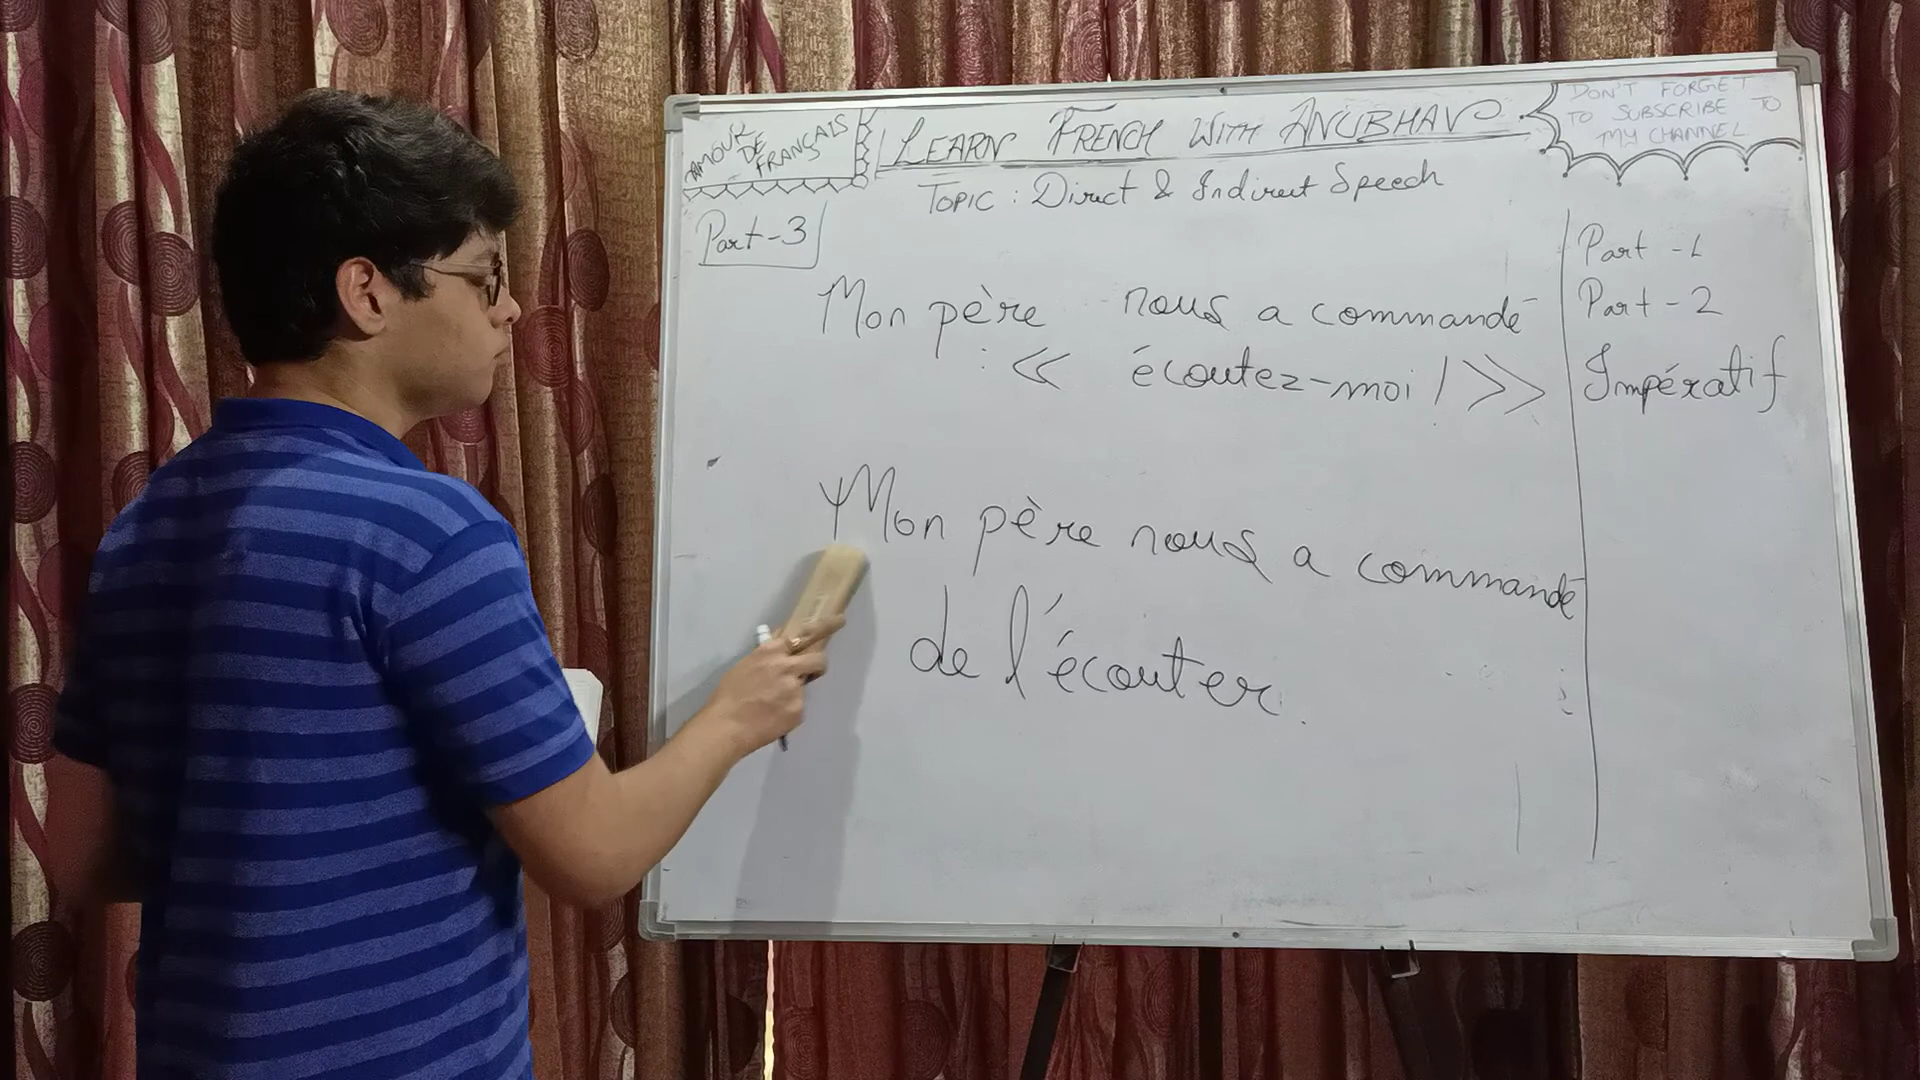 AMOUR
DE
FRANÇAIS
LEARN FRENCH WITH ANUBHAV
DON'T FORGET
TO SUBSCRIBE TO
MY CHANNEL
TOPIC : Direct & Indirect Speech
Part-3
Mon père nous a commandé
: << écoutez-moi ! >>
Mon père nous a commandé
de l'écouter.
Part - 1
Part - 2
Impératif